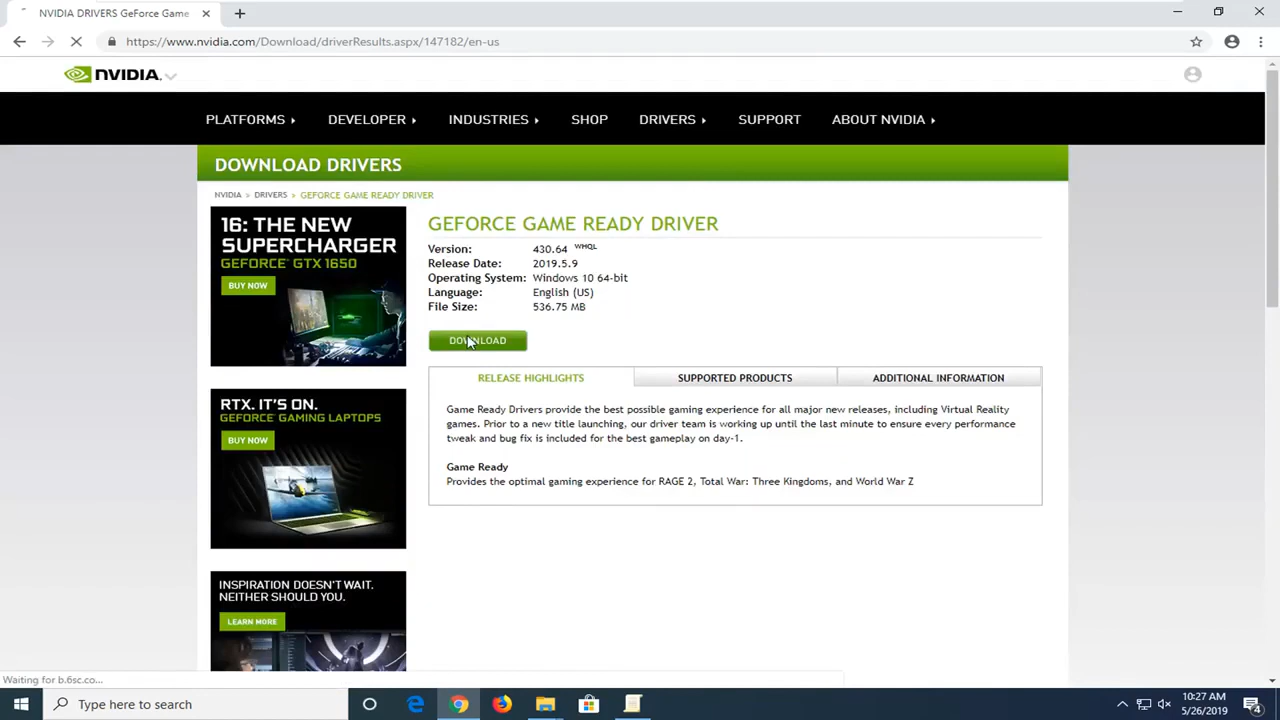 NVIDIA DRIVERS GeForce Game
https://www.nvidia.com/Download/driverResults.aspx/147182/en-us
NVIDIA.
PLATFORMS
DEVELOPER
INDUSTRIES
SHOP
DRIVERS
SUPPORT
ABOUT NVIDIA
DOWNLOAD DRIVERS
NVIDIA > DRIVERS > GEFORCE GAME READY DRIVER
16: THE NEW
SUPERCHARGER
GEFORCE® GTX 1650
BUY NOW
RTX. IT'S ON.
GEFORCE® GAMING LAPTOPS
BUY NOW
INSPIRATION DOESN'T WAIT.
NEITHER SHOULD YOU.
LEARN MORE
GEFORCE GAME READY DRIVER
Version: 430.64 WHQL
Release Date: 2019.5.9
Operating System: Windows 10 64-bit
Language: English (US)
File Size: 536.75 MB
DOWNLOAD
RELEASE HIGHLIGHTS
SUPPORTED PRODUCTS
ADDITIONAL INFORMATION
Game Ready Drivers provide the best possible gaming experience for all major new releases, including Virtual Reality
games. Prior to a new title launching, our driver team is working up until the last minute to ensure every performance
tweak and bug fix is included for the best gameplay on day-1.
Game Ready
Provides the optimal gaming experience for RAGE 2, Total War: Three Kingdoms, and World War Z
Waiting for b.6sc.co...
Type here to search
10:27 AM
5/26/2019
4